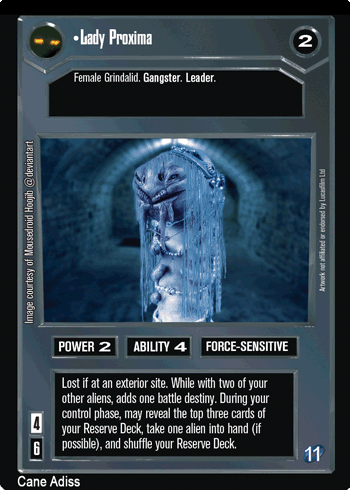 •Lady Proxima
2
Female Grindalid. Gangster. Leader.
Image courtesy of Mousedroid Hoojib @deviantart
Artwork not affiliated or endorsed by Lucasfilm Ltd
POWER 2
ABILITY 4
FORCE-SENSITIVE
Lost if at an exterior site. While with two of your
other aliens, adds one battle destiny. During your
control phase, may reveal the top three cards of
your Reserve Deck, take one alien into hand (if
possible), and shuffle your Reserve Deck.
4
6
11
Cane Adiss